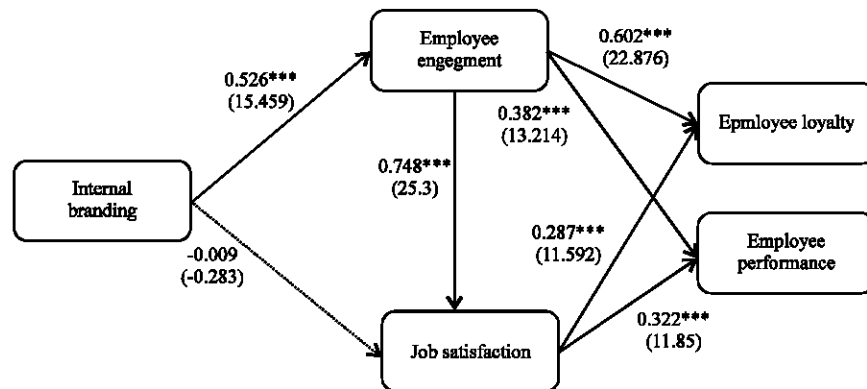 Employee
engegment
0.602***
(22.876)
0.526***
(15.459)
0.382***
(13.214)
Epmloyee loyalty
0.748***
(25.3)
Internal
branding
0.287***
(11.592)
Employee
performance
-0.009
(-0.283)
0.322***
(11.85)
Job satisfaction